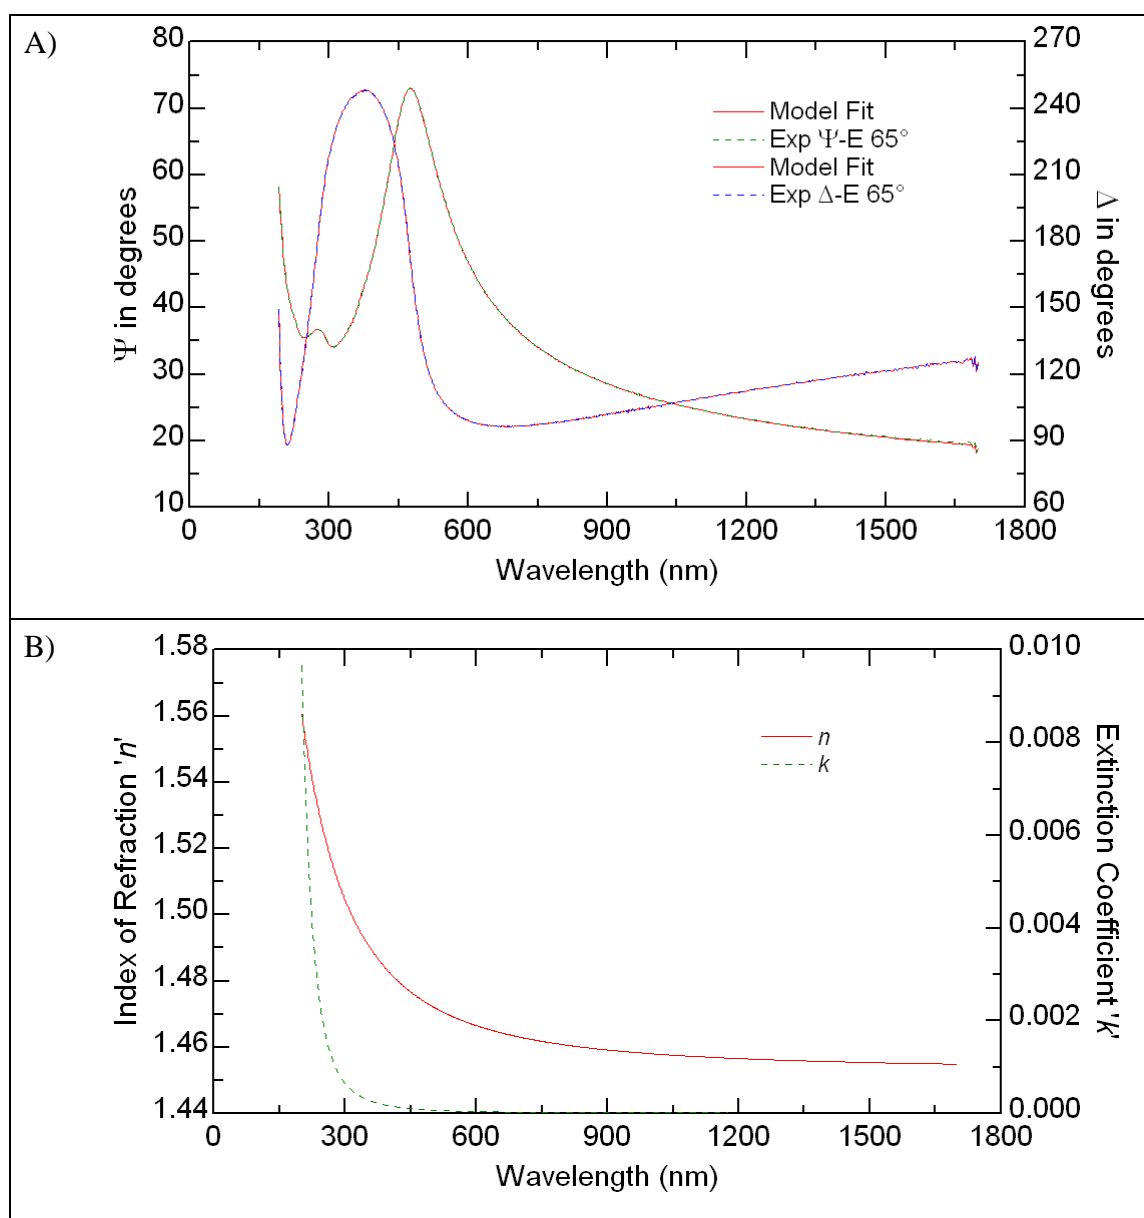 A)
80
70
60
50
40
30
20
10
Ψ in degrees
270
240
210
180
150
120
90
60
Δ in degrees
Model Fit
Exp Ψ-E 65°
Model Fit
Exp Δ-E 65°
0 300 600 900 1200 1500 1800
Wavelength (nm)
B)
1.58
1.56
1.54
1.52
1.50
1.48
1.46
1.44
Index of Refraction 'n'
0.010
0.008
0.006
0.004
0.002
0.000
Extinction Coefficient 'k'
n
k
0 300 600 900 1200 1500 1800
Wavelength (nm)